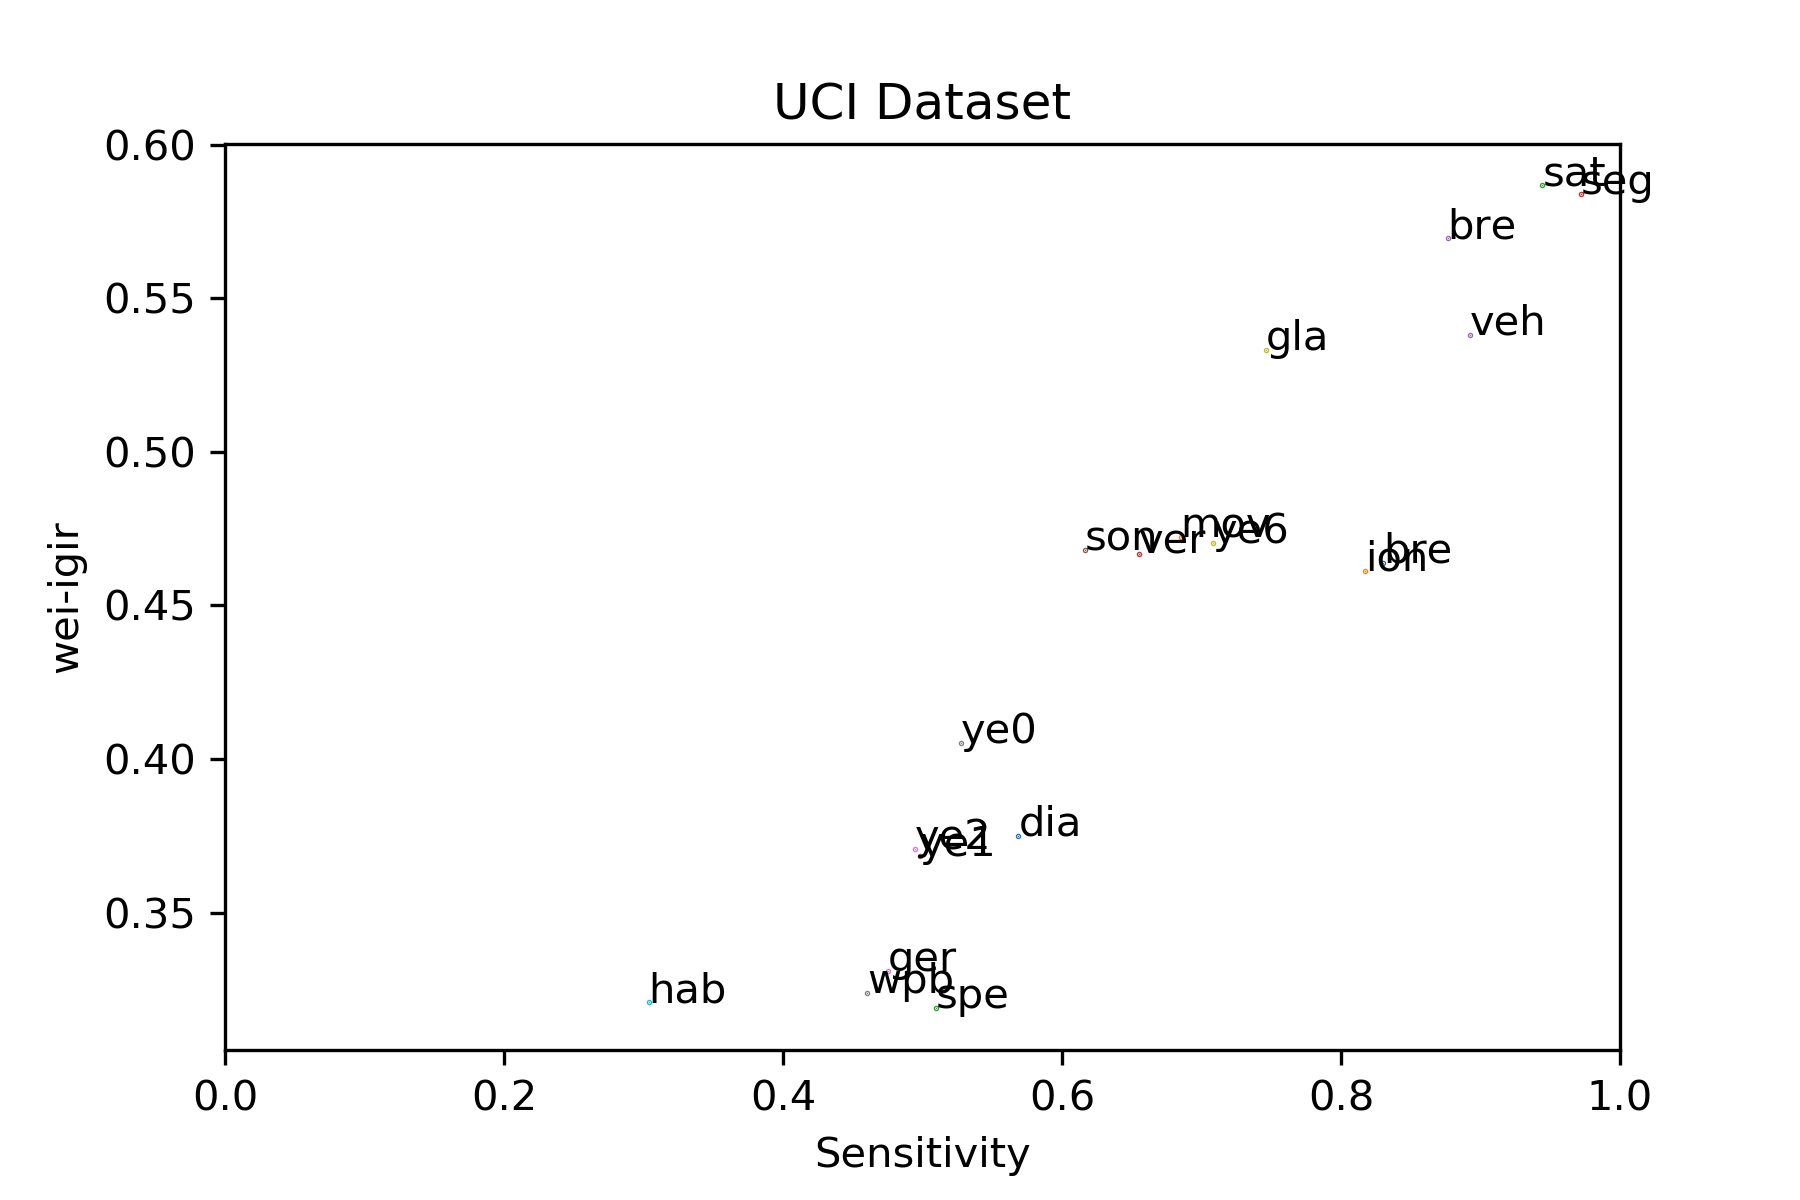 UCI Dataset
0.60
0.55
0.50
0.45
0.40
0.35
wei-igir
sat
seg
bre
veh
gla
son
ver
mov
ye6
ion
bre
ye0
dia
ye2
ye1
ger
wpb
spe
hab
0.0 0.2 0.4 0.6 0.8 1.0
Sensitivity